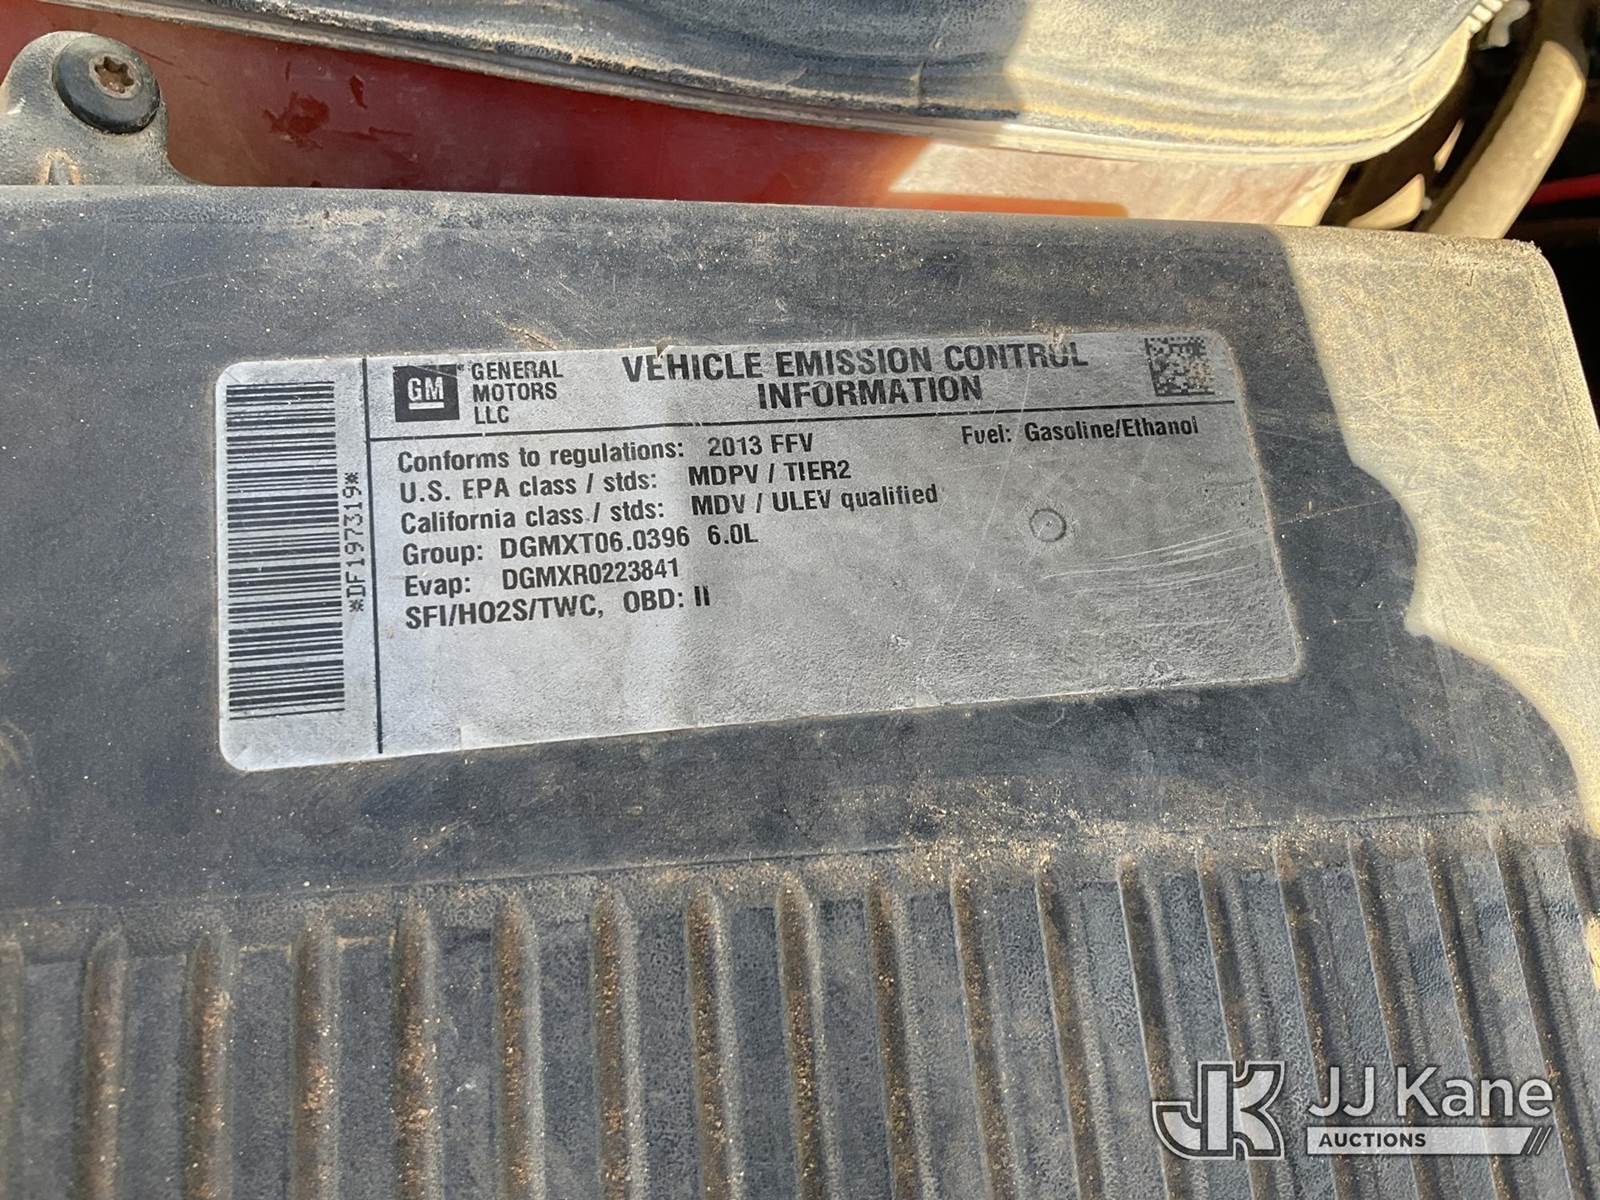 GM
GENERAL
MOTORS
LLC
VEHICLE EMISSION CONTROL
INFORMATION
Conforms to regulations: 2013 FFV
Fuel: Gasoline/Ethanol
U.S. EPA class / stds: MDPV / TIER2
California class / stds: MDV / ULEV qualified
Group: DGMXT06.0396 6.0L
Evap: DGMXR0223841
SFI/HO2S/TWC, OBD: II
*DF197319*
JJ Kane
AUCTIONS